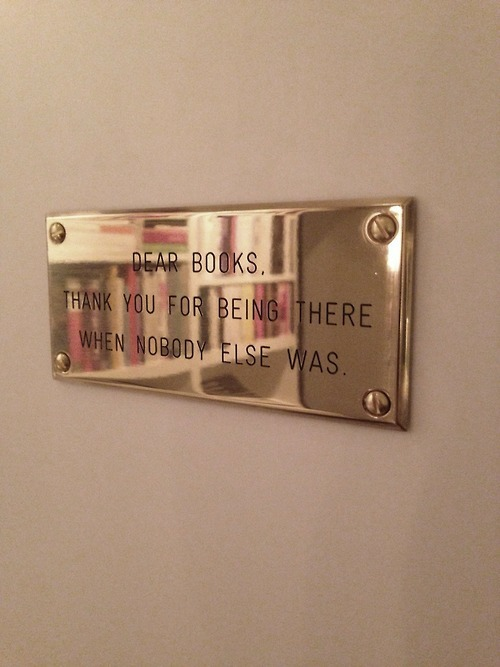 DEAR BOOKS,
THANK YOU FOR BEING THERE
WHEN NOBODY ELSE WAS.